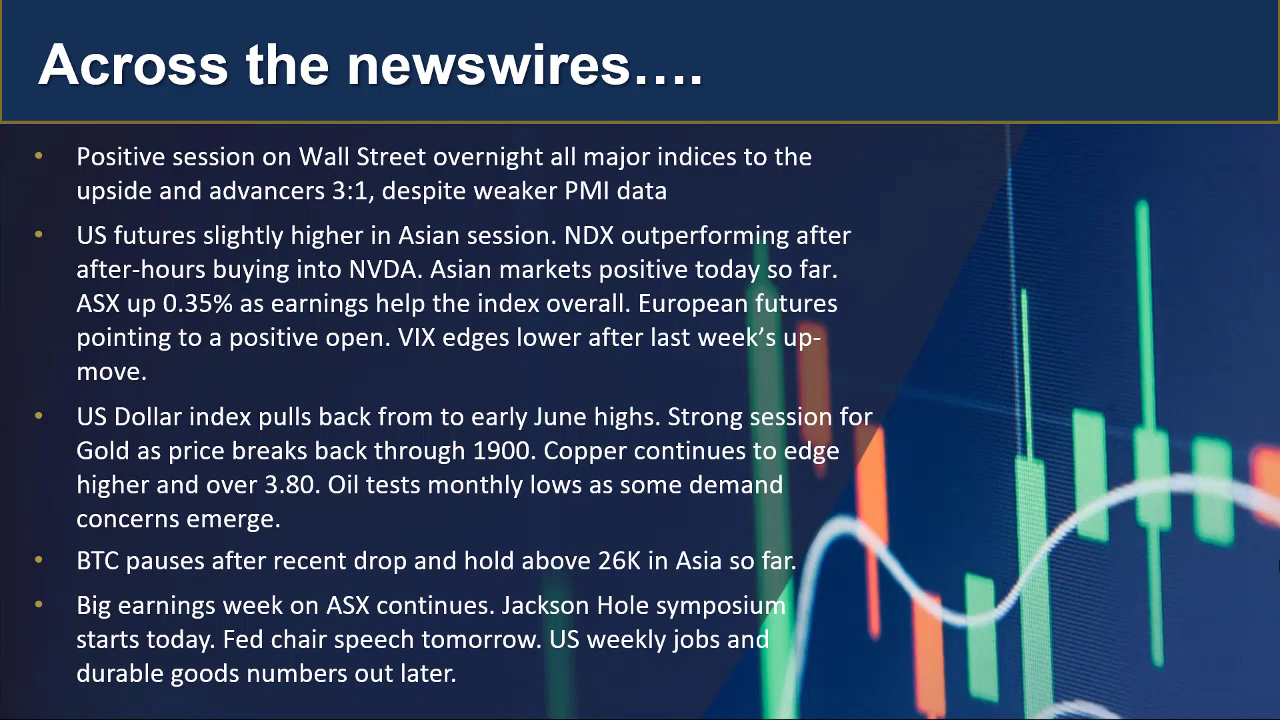 Across the newswires….
• Positive session on Wall Street overnight all major indices to the
upside and advancers 3:1, despite weaker PMI data
• US futures slightly higher in Asian session. NDX outperforming after
after-hours buying into NVDA. Asian markets positive today so far.
ASX up 0.35% as earnings help the index overall. European futures
pointing to a positive open. VIX edges lower after last week’s up-
move.
• US Dollar index pulls back from to early June highs. Strong session for
Gold as price breaks back through 1900. Copper continues to edge
higher and over 3.80. Oil tests monthly lows as some demand
concerns emerge.
• BTC pauses after recent drop and hold above 26K in Asia so far.
• Big earnings week on ASX continues. Jackson Hole symposium
starts today. Fed chair speech tomorrow. US weekly jobs and
durable goods numbers out later.